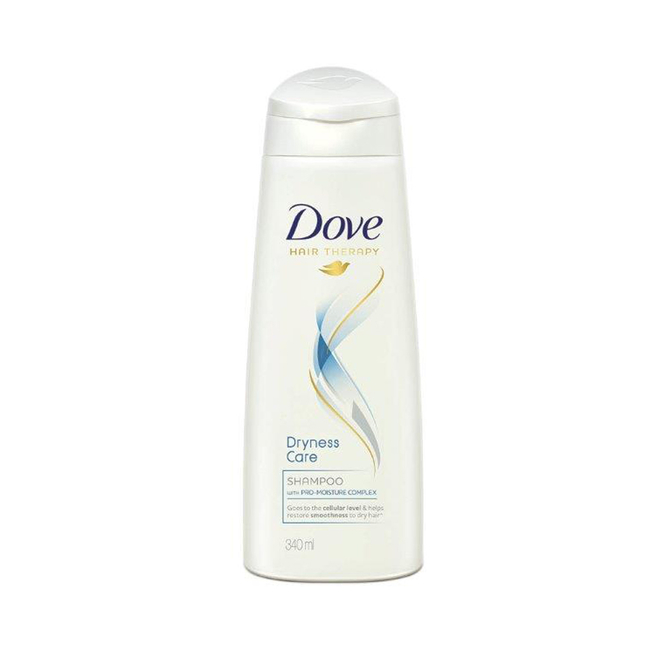 Dove
HAIR THERAPY
Dryness
Care
SHAMPOO
WITH PRO-MOISTURE COMPLEX
Goes to the cellular level & helps
restore smoothness to dry hair*
340 ml